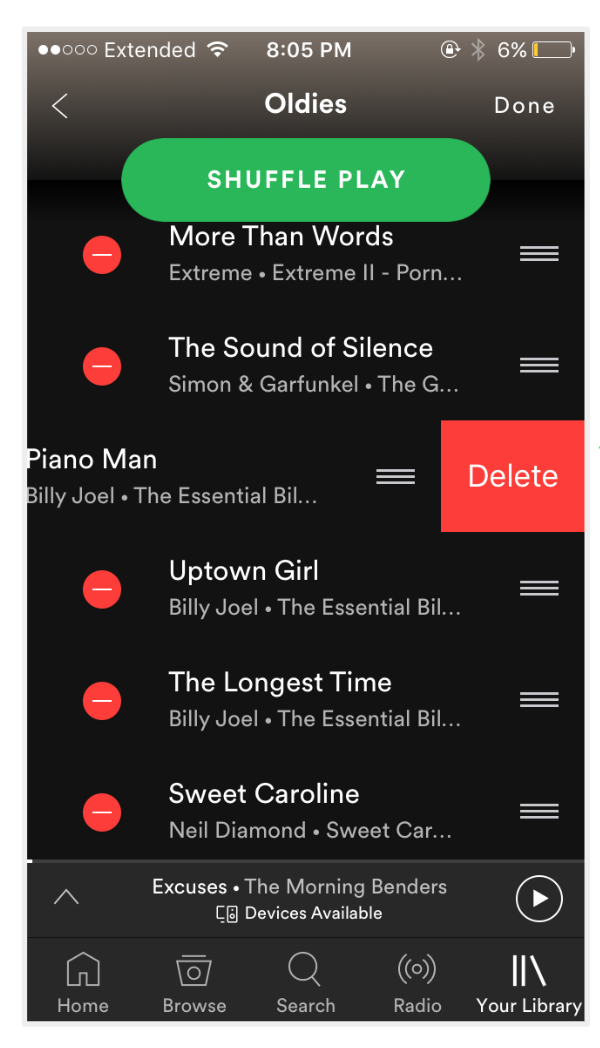 ●●○○○ Extended 8:05 PM 6%
Oldies Done
SHUFFLE PLAY
More Than Words
Extreme • Extreme II - Porn...
The Sound of Silence
Simon & Garfunkel • The G...
Piano Man
Billy Joel • The Essential Bil...
Delete
Uptown Girl
Billy Joel • The Essential Bil...
The Longest Time
Billy Joel • The Essential Bil...
Sweet Caroline
Neil Diamond • Sweet Car...
Excuses • The Morning Benders
Devices Available
Home Browse Search Radio Your Library